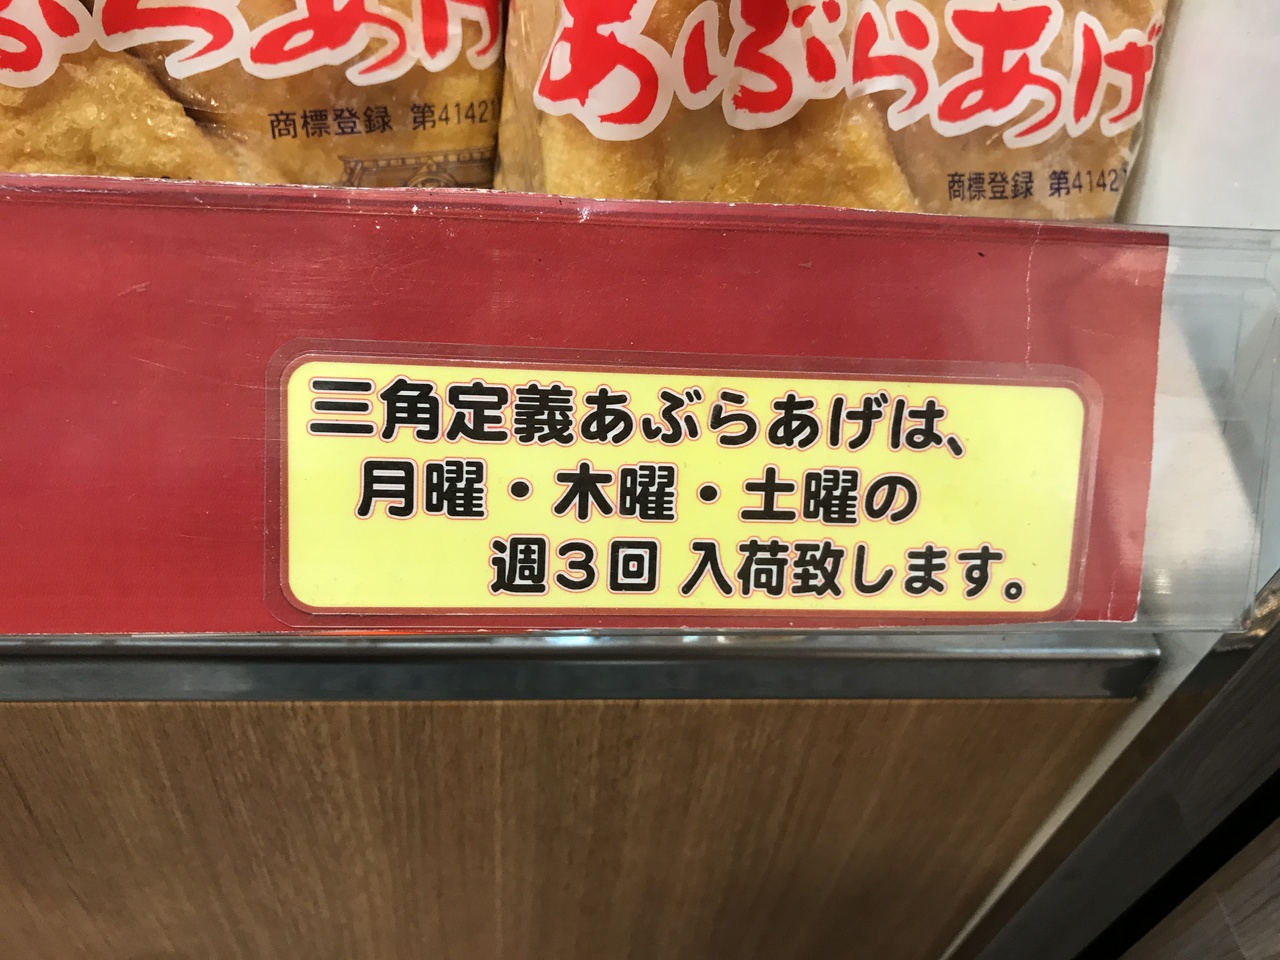 ぶらあげ
商標登録 第41421
あぶらあげ
商標登録 第4142
三角定義あぶらあげは、
月曜・木曜・土曜の
週３回 入荷致します。